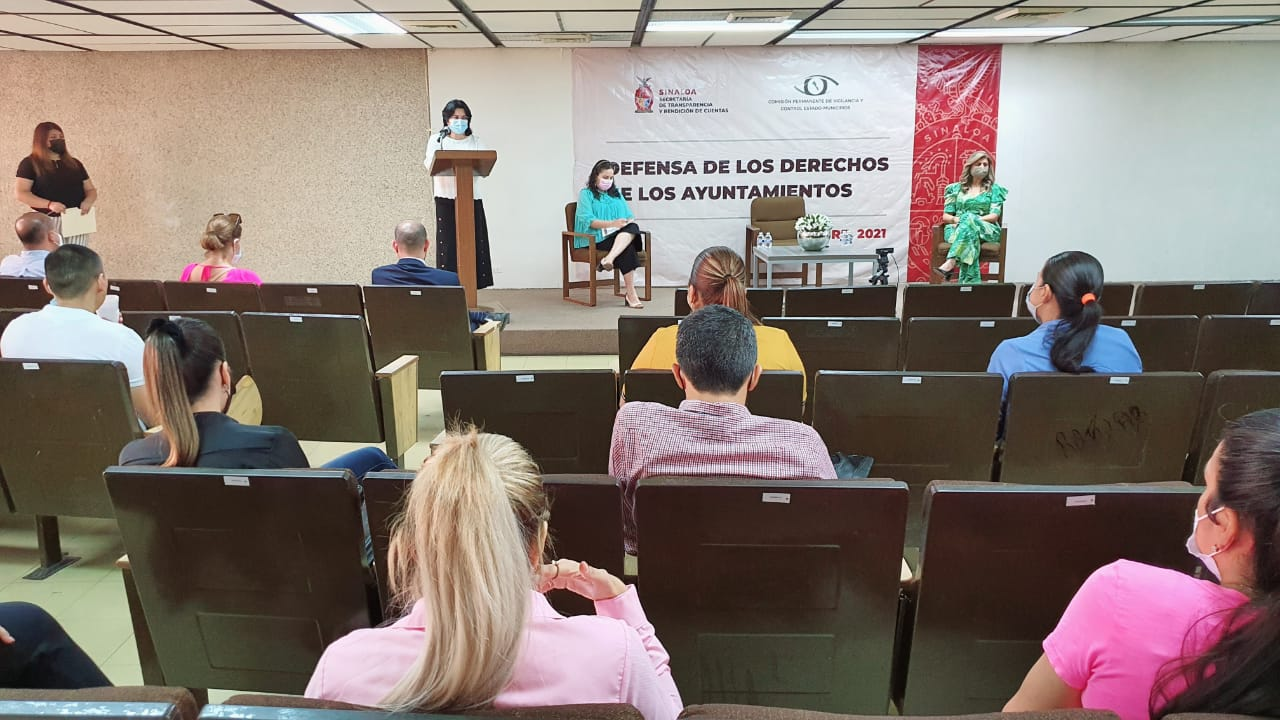 SINALOA
SECRETARÍA
DE TRANSPARENCIA
Y RENDICIÓN DE CUENTAS
COMISIÓN PERMANENTE DE VIGILANCIA Y
CONTROL ESTADO-MUNICIPIOS
DEFENSA DE LOS DERECHOS
DE LOS AYUNTAMIENTOS
2021
SINALOA